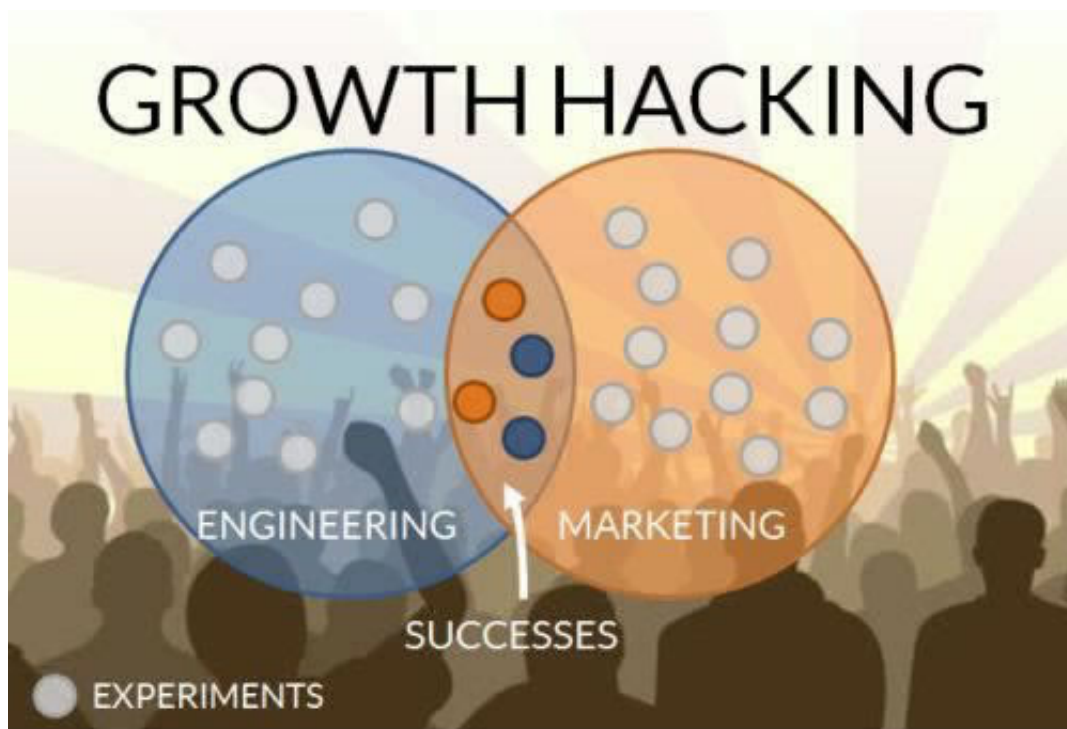 GROWTH HACKING
ENGINEERING
MARKETING
SUCCESSES
EXPERIMENTS